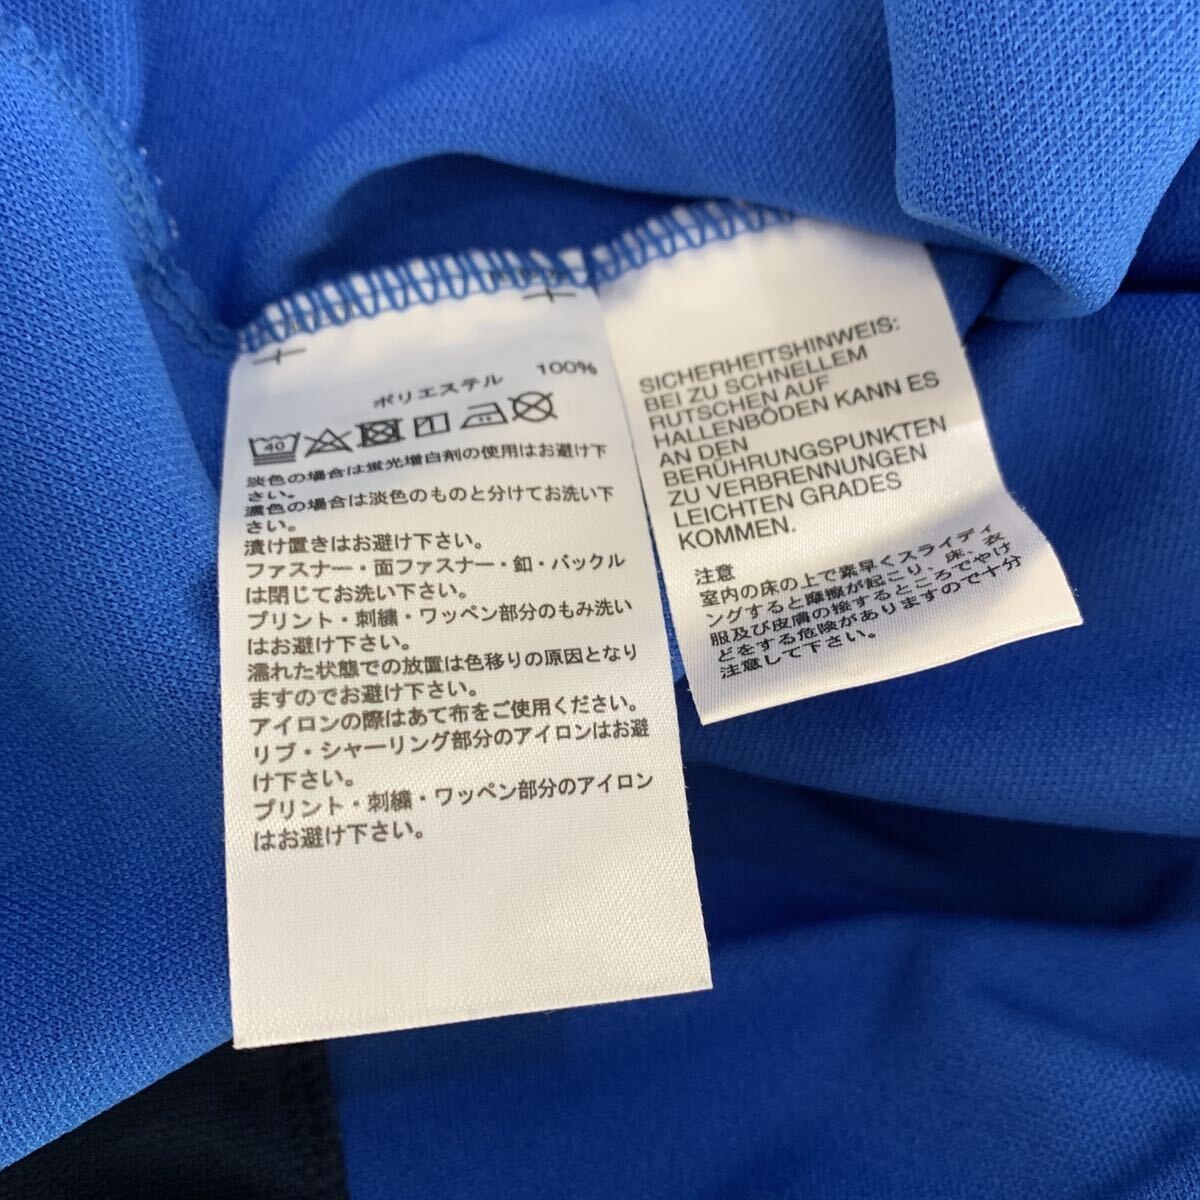 ポリエステル 100%
40
淡色の場合は蛍光増白剤の使用はお避け下
さい。
濃色の場合は淡色のものと分けてお洗い下
さい。
漬け置きはお避け下さい。
ファスナー・面ファスナー・釦・バックル
は閉じてお洗い下さい。
プリント・刺繍・ワッペン部分のもみ洗い
はお避け下さい。
濡れた状態での放置は色移りの原因となり
ますのでお避け下さい。
アイロンの際はあて布をご使用ください。
リブ・シャーリング部分のアイロンはお避
け下さい。
プリント・刺繍・ワッペン部分のアイロン
はお避け下さい。
SICHERHEITSHINWEIS:
BEI ZU SCHNELLEM
RUTSCHEN AUF
HALLENBÖDEN KANN ES
AN DEN
BERÜHRUNGSPUNKTEN
ZU VERBRENNUNGEN
LEICHTEN GRADES
KOMMEN.
注意
室内の床の上で素早くスライディ
ングすると摩擦が起こり、床、衣
服及び皮膚の接するところでやけ
どをする危険がありますので十分
注意して下さい。